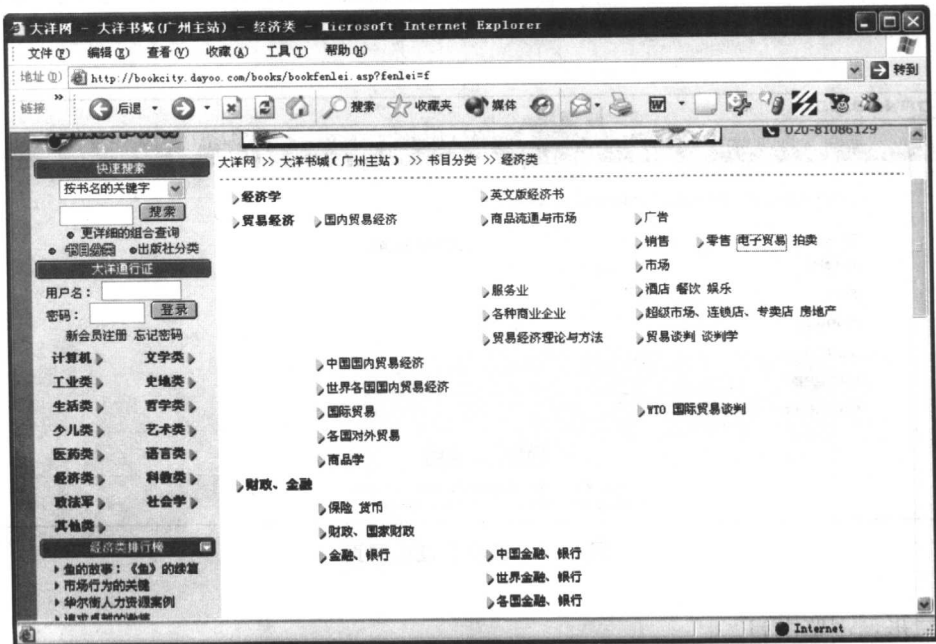 大洋网 - 大洋书城(广州主站) - 经济类 - Microsoft Internet Explorer
文件(F) 编辑(E) 查看(V) 收藏(A) 工具(T) 帮助(H)
地址(D) http://bookcity.dayoo.com/books/bookfenlei.asp?fenlei=f 转到
链接 » 后退 搜索 收藏夹 媒体
020-81086129
快速搜索
按书名的关键字
搜索
更详细的组合查询
书目分类 出版社分类
大洋通行证
用户名:
密码: 登录
新会员注册 忘记密码
计算机 文学类
工业类 史地类
生活类 哲学类
少儿类 艺术类
医药类 语言类
经济类 科教类
政法军 社会学
其他类
经济类排行榜
鱼的故事:《鱼》的续篇
市场行为的关键
华尔街人力资源案例
追求卓越的激情
大洋网 >> 大洋书城(广州主站) >> 书目分类 >> 经济类
经济学 英文版经济书
贸易经济 国内贸易经济 商品流通与市场 广告
销售 零售 电子贸易 拍卖
市场
服务业 酒店 餐饮 娱乐
各种商业企业 超级市场、连锁店、专卖店 房地产
贸易经济理论与方法 贸易谈判 谈判学
中国国内贸易经济
世界各国国内贸易经济
国际贸易 WTO 国际贸易谈判
各国对外贸易
商品学
财政、金融
保险 货币
财政、国家财政
金融、银行 中国金融、银行
世界金融、银行
各国金融、银行
Internet